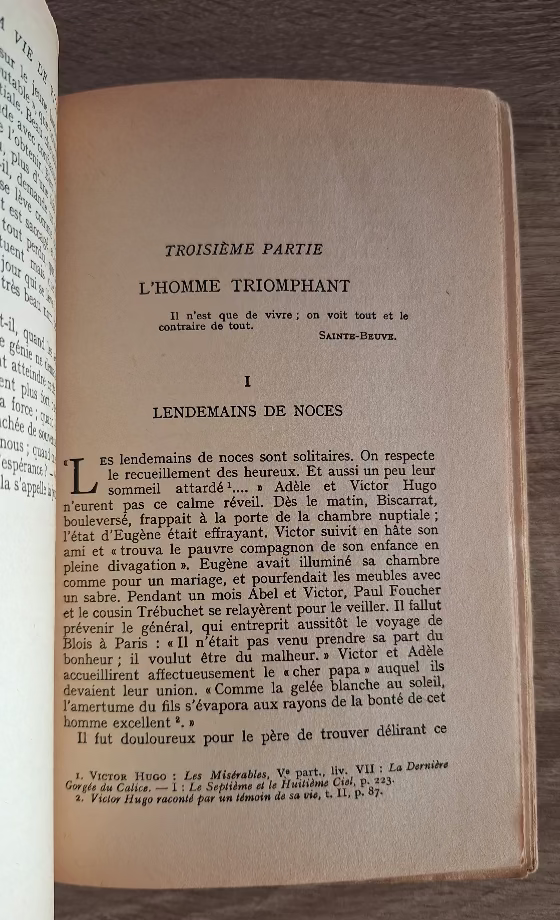 VIE DE
sur le jeune
TROISIÈME PARTIE
L'HOMME TRIOMPHANT
Il n'est que de vivre ; on voit tout et le
contraire de tout.
SAINTE-BEUVE.
I
LENDEMAINS DE NOCES
« LES lendemains de noces sont solitaires. On respecte
le recueillement des heureux. Et aussi un peu leur
sommeil attardé ¹.... » Adèle et Victor Hugo
n'eurent pas ce calme réveil. Dès le matin, Biscarrat,
bouleversé, frappait à la porte de la chambre nuptiale ;
l'état d'Eugène était effrayant. Victor suivit en hâte son
ami et « trouva le pauvre compagnon de son enfance en
pleine divagation ». Eugène avait illuminé sa chambre
comme pour un mariage, et pourfendait les meubles avec
un sabre. Pendant un mois Abel et Victor, Paul Foucher
et le cousin Trébuchet se relayèrent pour le veiller. Il fallut
prévenir le général, qui entreprit aussitôt le voyage de
Blois à Paris : « Il n'était pas venu prendre sa part du
bonheur ; il voulut être du malheur. » Victor et Adèle
accueillirent affectueusement le « cher papa » auquel ils
devaient leur union. « Comme la gelée blanche au soleil,
l'amertume du fils s'évapora aux rayons de la bonté de cet
homme excellent ². »
Il fut douloureux pour le père de trouver délirant ce
1. VICTOR HUGO : Les Misérables, Ve part., liv. VII : La Dernière
Gorgée du Calice. — I : Le Septième et le Huitième Ciel, p. 223.
2. Victor Hugo raconté par un témoin de sa vie, t. II, p. 87.